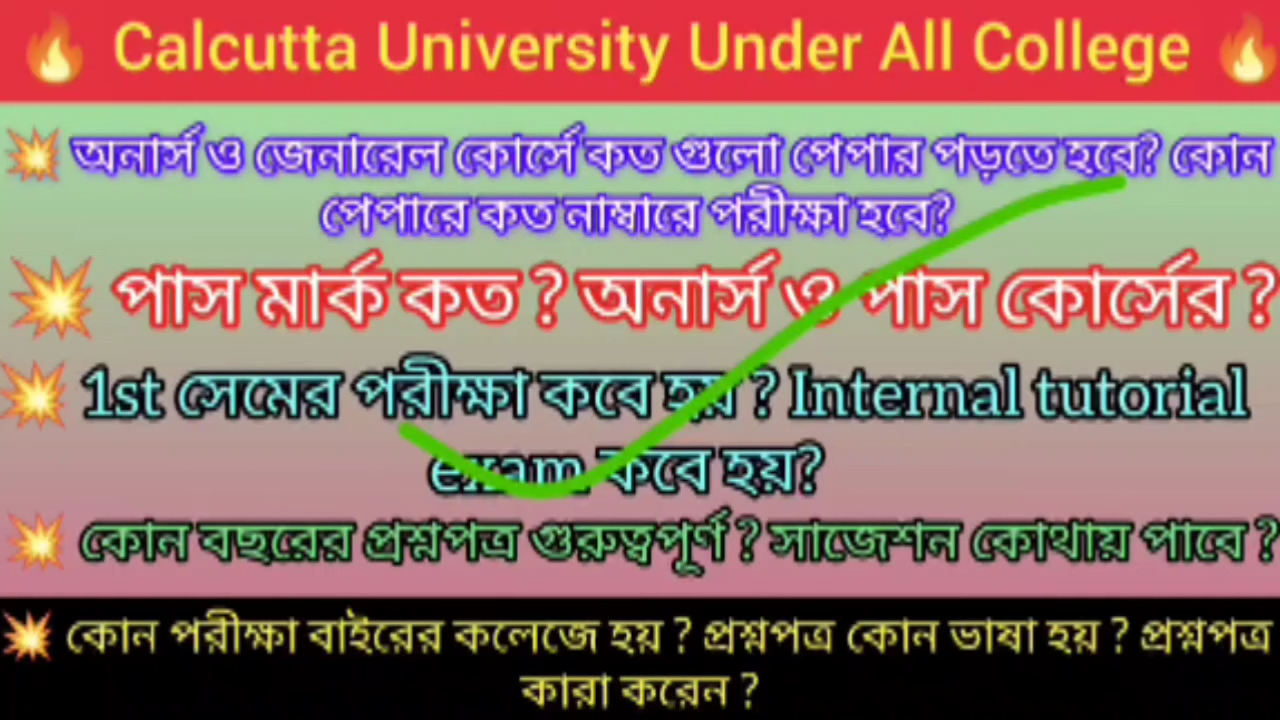 🔥 Calcutta University Under All College 🔥
💥 অনার্স ও জেনারেল কোর্সে কত গুলো পেপার পড়তে হবে? কোন
পেপারে কত নাম্বারে পরীক্ষা হবে?
💥 পাস মার্ক কত ? অনার্স ও পাস কোর্সের ?
💥 1st সেমের পরীক্ষা কবে হয় ? Internal tutorial
exam কবে হয়?
💥 কোন বছরের প্রশ্নপত্র গুরুত্বপূর্ণ ? সাজেশন কোথায় পাবে ?
💥 কোন পরীক্ষা বাইরের কলেজে হয় ? প্রশ্নপত্র কোন ভাষা হয় ? প্রশ্নপত্র
কারা করেন ?